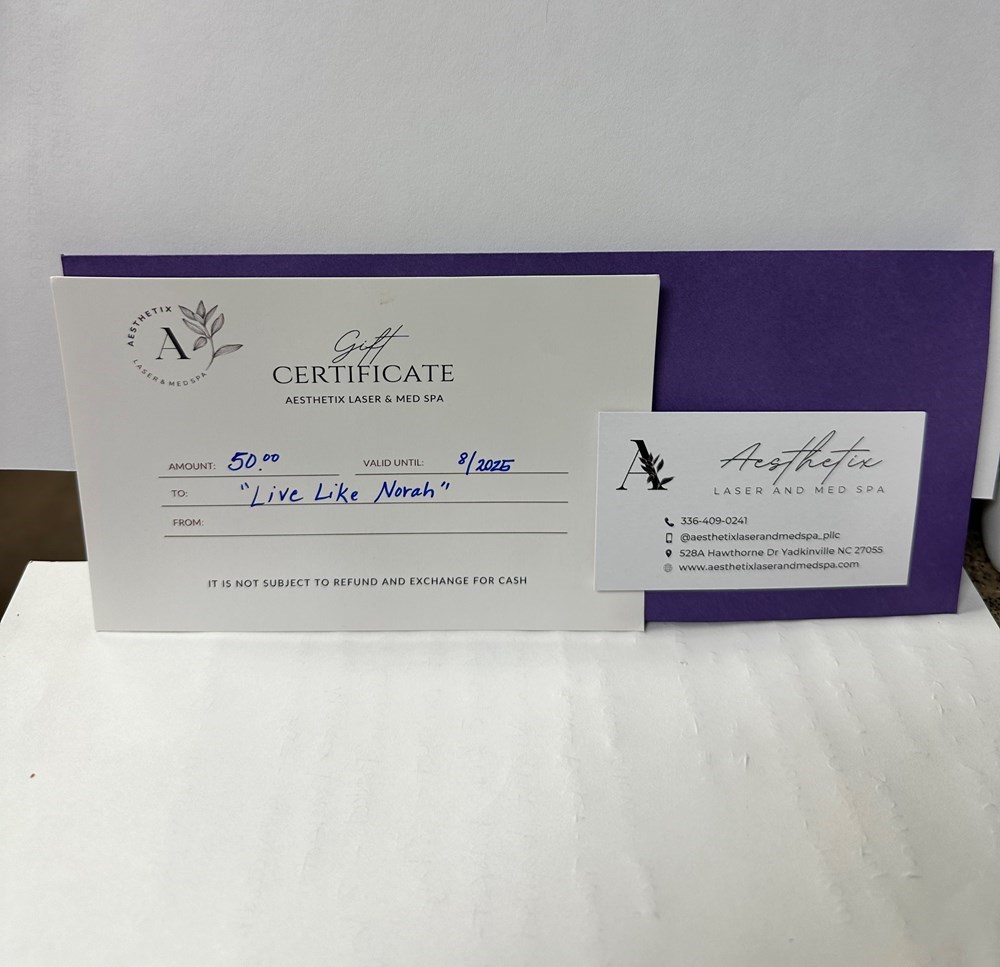 AESTHETIX
A
LASER & MED SPA
Gift
CERTIFICATE
AESTHETIX LASER & MED SPA
AMOUNT: 50.00 VALID UNTIL: 8/2025
TO: "Live Like Norah"
FROM:
IT IS NOT SUBJECT TO REFUND AND EXCHANGE FOR CASH
A
Aesthetix
LASER AND MED SPA
336-409-0241
@aesthetixlaserandmedspa_pllc
528A Hawthorne Dr Yadkinville NC 27055
www.aesthetixlaserandmedspa.com